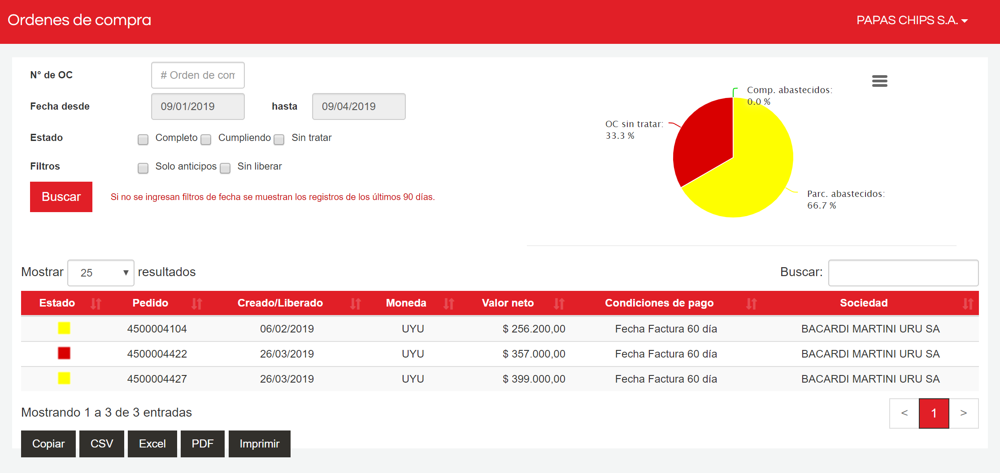 Ordenes de compra
PAPAS CHIPS S.A.
N° de OC
# Orden de com
Fecha desde
09/01/2019
hasta
09/04/2019
Estado
Completo
Cumpliendo
Sin tratar
Filtros
Solo anticipos
Sin liberar
Buscar
Si no se ingresan filtros de fecha se muestran los registros de los últimos 90 días.
Comp. abastecidos:
0.0 %
OC sin tratar:
33.3 %
Parc. abastecidos:
66.7 %
Mostrar 25 resultados
Buscar:
Estado Pedido Creado/Liberado Moneda Valor neto Condiciones de pago Sociedad
4500004104 06/02/2019 UYU $ 256.200,00 Fecha Factura 60 día BACARDI MARTINI URU SA
4500004422 26/03/2019 UYU $ 357.000,00 Fecha Factura 60 día BACARDI MARTINI URU SA
4500004427 26/03/2019 UYU $ 399.000,00 Fecha Factura 60 día BACARDI MARTINI URU SA
Mostrando 1 a 3 de 3 entradas
< 1 >
Copiar CSV Excel PDF Imprimir